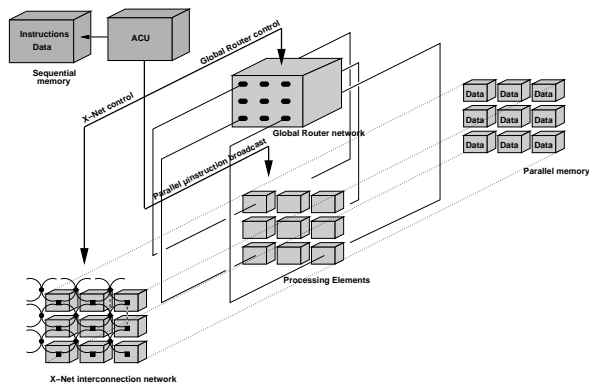 Instructions
Data
ACU
Sequential
memory
Global Router control
X-Net control
Global Router network
Parallel µinstruction broadcast
Data Data Data
Data Data Data
Data Data Data
Parallel memory
Processing Elements
X-Net interconnection network